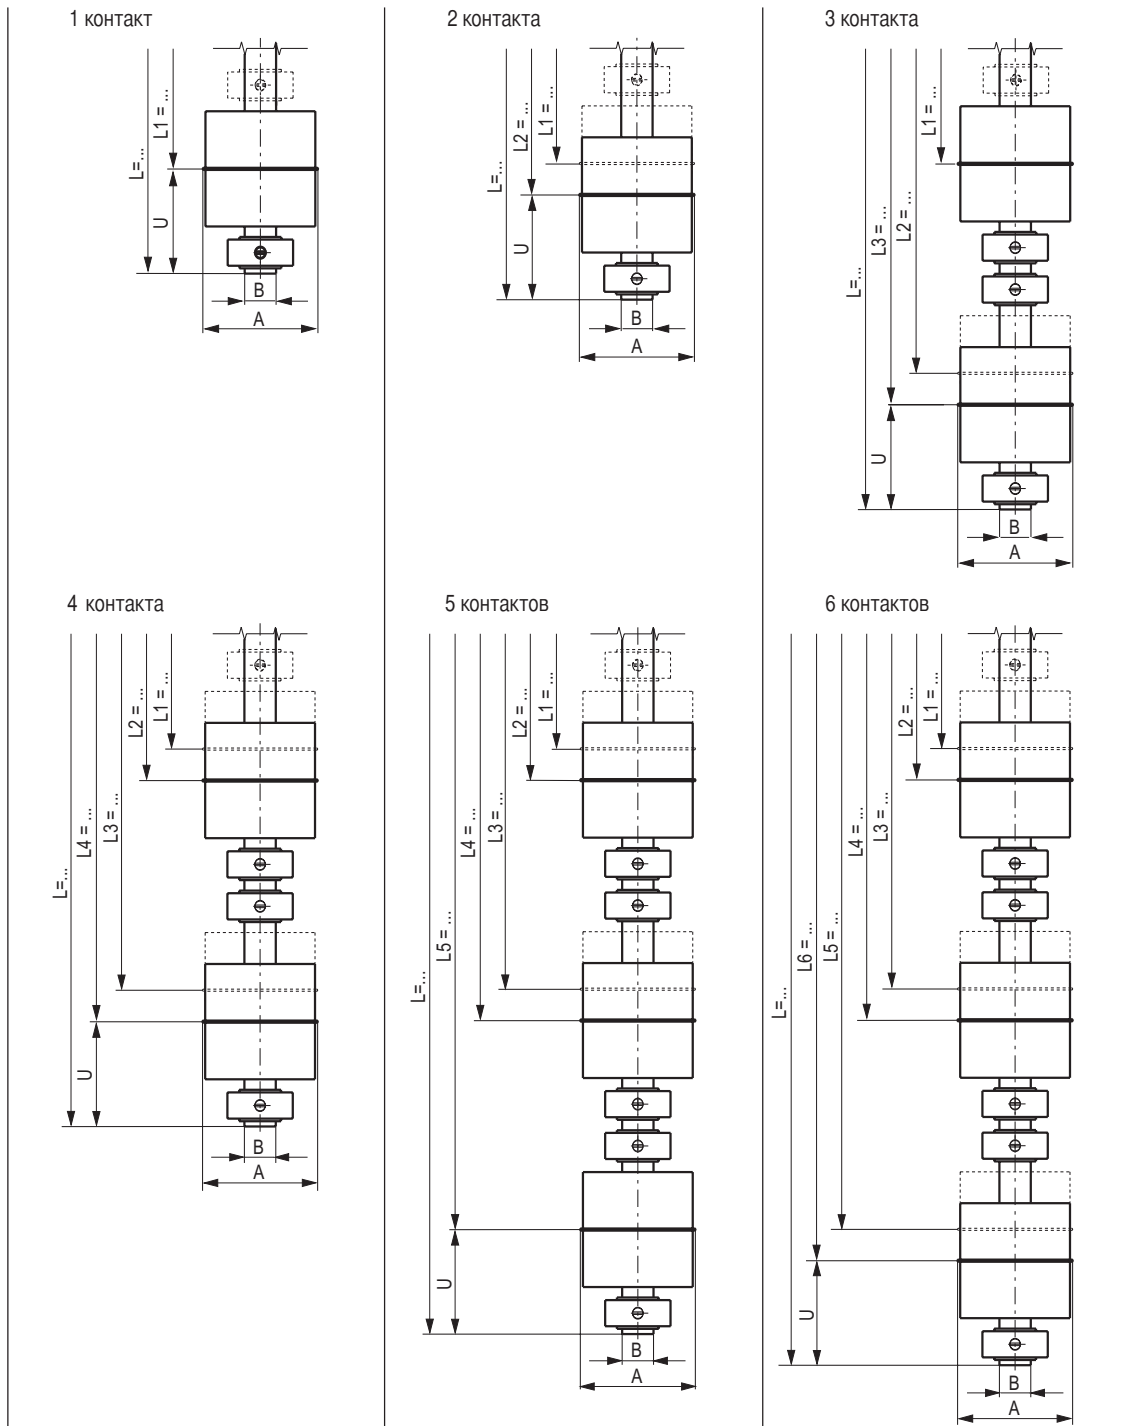 1 контакт
L=...
L1 = ...
U
B
A
2 контакта
L=...
L2 = ...
L1 = ...
U
B
A
3 контакта
L=...
L3 = ...
L2 = ...
L1 = ...
U
B
A
4 контакта
L=...
L4 = ...
L3 = ...
L2 = ...
L1 = ...
U
B
A
5 контактов
L=...
L5 = ...
L4 = ...
L3 = ...
L2 = ...
L1 = ...
U
B
A
6 контактов
L=...
L6 = ...
L5 = ...
L4 = ...
L3 = ...
L2 = ...
L1 = ...
U
B
A